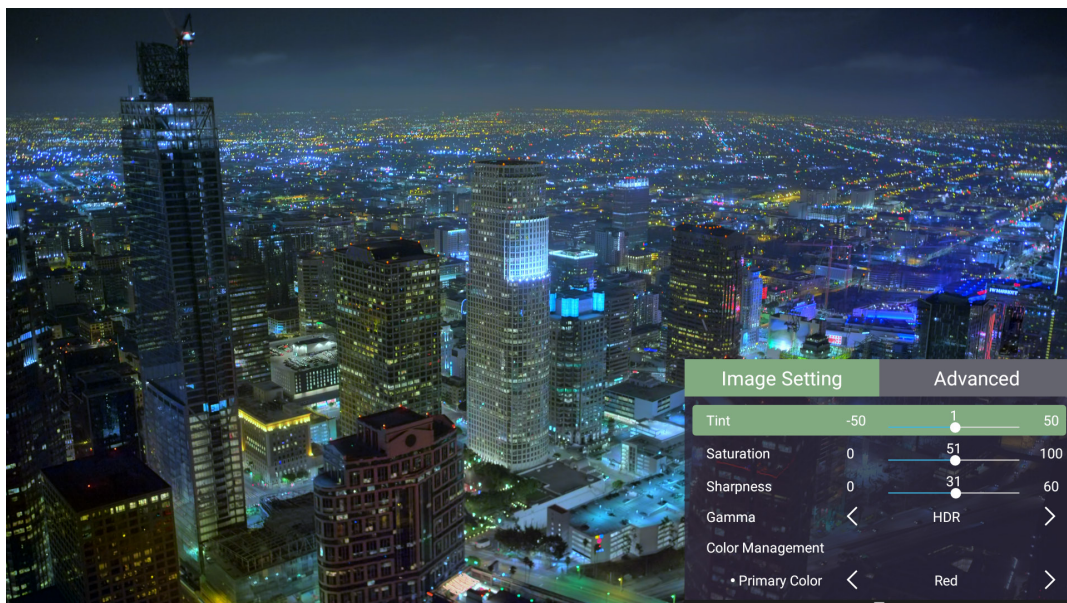 Image Setting Advanced
Tint -50 1 50
Saturation 0 51 100
Sharpness 0 31 60
Gamma HDR
Color Management
• Primary Color Red